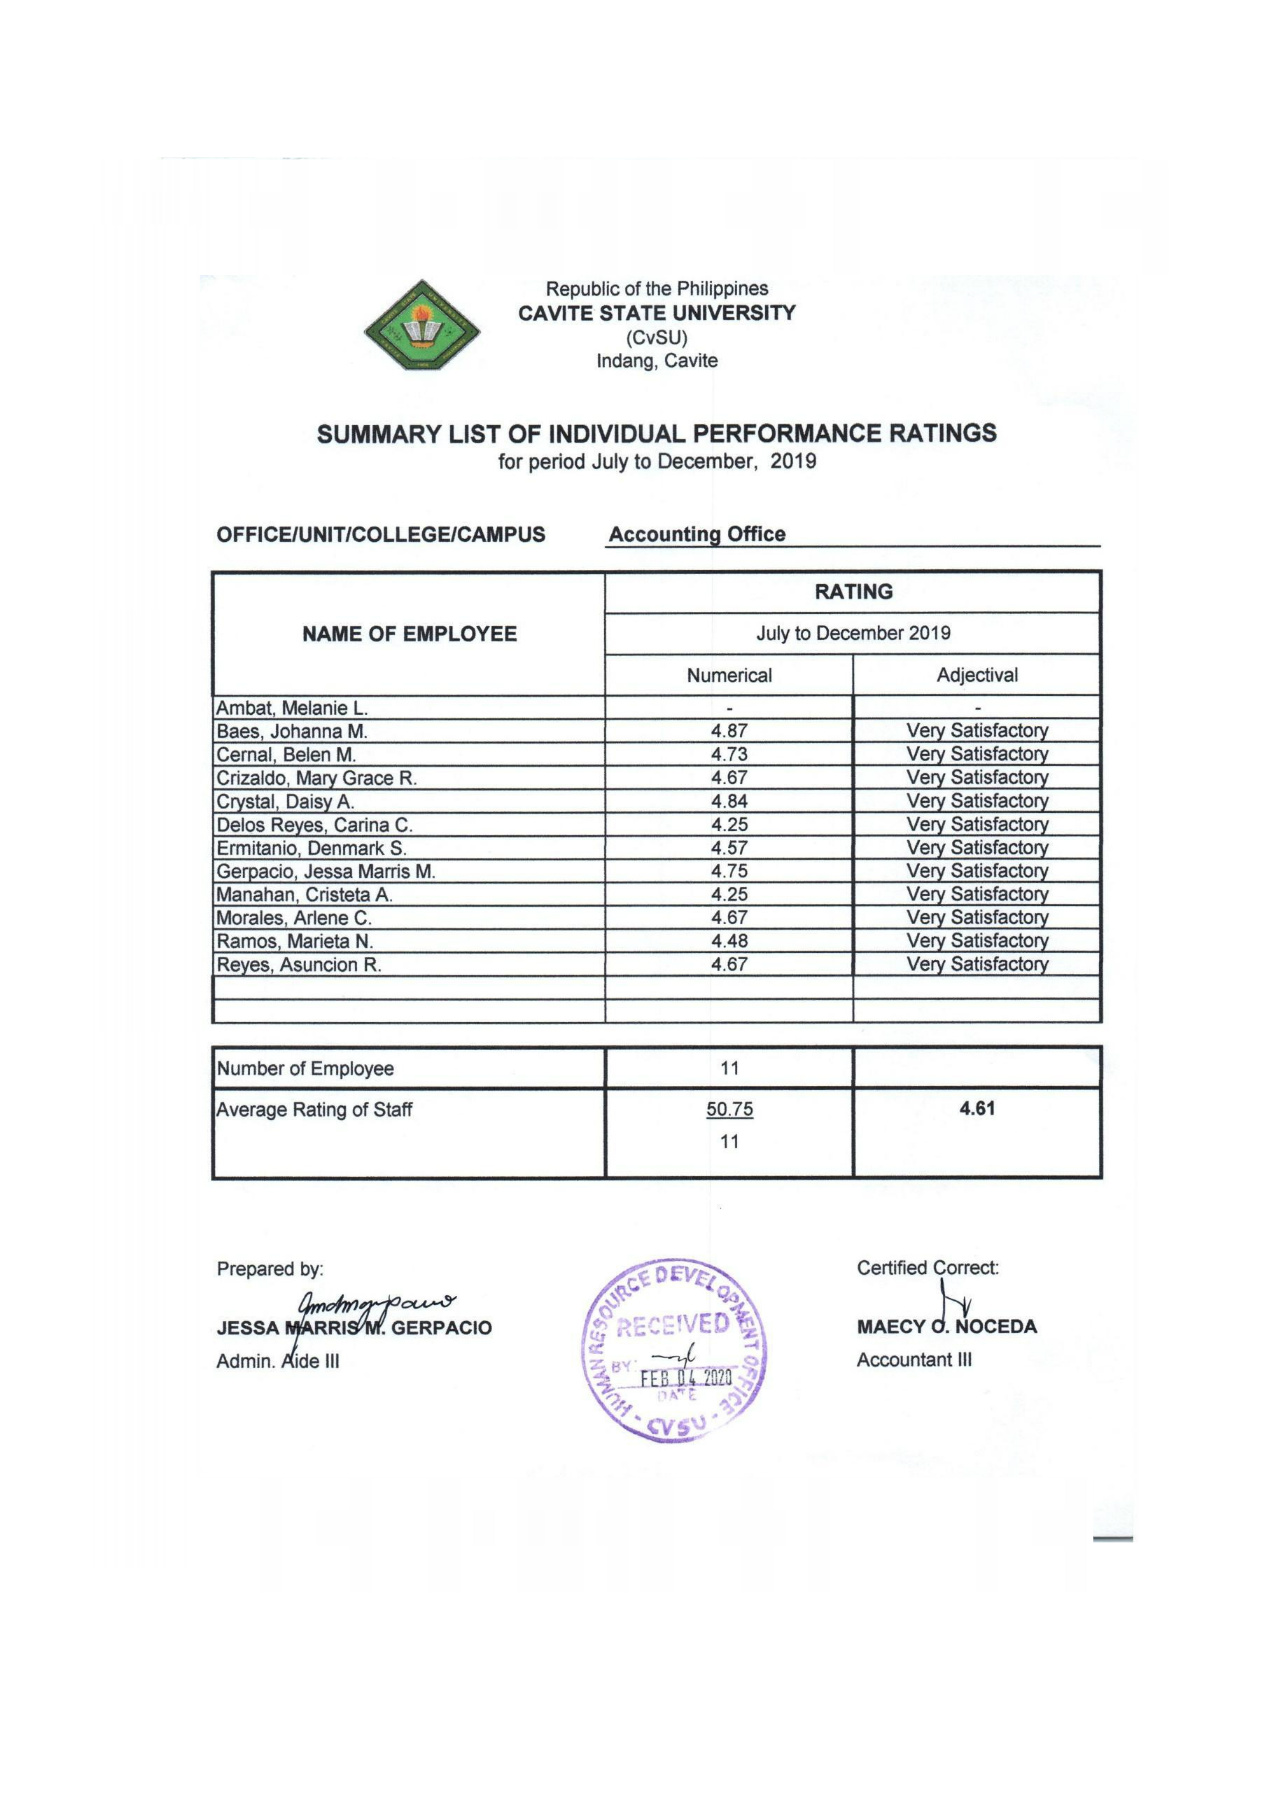 Republic of the Philippines
CAVITE STATE UNIVERSITY
(CvSU)
Indang, Cavite
SUMMARY LIST OF INDIVIDUAL PERFORMANCE RATINGS
for period July to December, 2019
OFFICE/UNIT/COLLEGE/CAMPUS Accounting Office
NAME OF EMPLOYEE
RATING
July to December 2019
Numerical Adjectival
Ambat, Melanie L. - -
Baes, Johanna M. 4.87 Very Satisfactory
Cernal, Belen M. 4.73 Very Satisfactory
Crizaldo, Mary Grace R. 4.67 Very Satisfactory
Crystal, Daisy A. 4.84 Very Satisfactory
Delos Reyes, Carina C. 4.25 Very Satisfactory
Ermitanio, Denmark S. 4.57 Very Satisfactory
Gerpacio, Jessa Marris M. 4.75 Very Satisfactory
Manahan, Cristeta A. 4.25 Very Satisfactory
Morales, Arlene C. 4.67 Very Satisfactory
Ramos, Marieta N. 4.48 Very Satisfactory
Reyes, Asuncion R. 4.67 Very Satisfactory
Number of Employee 11
Average Rating of Staff 50.75 4.61
11
Prepared by:
JESSA MARRIS M. GERPACIO
Admin. Aide III
HUMAN RESOURCE DEVELOPMENT OFFICE
RECEIVED
BY:
FEB 04 2020
DATE
- CVSU -
Certified Correct:
MAECY O. NOCEDA
Accountant III